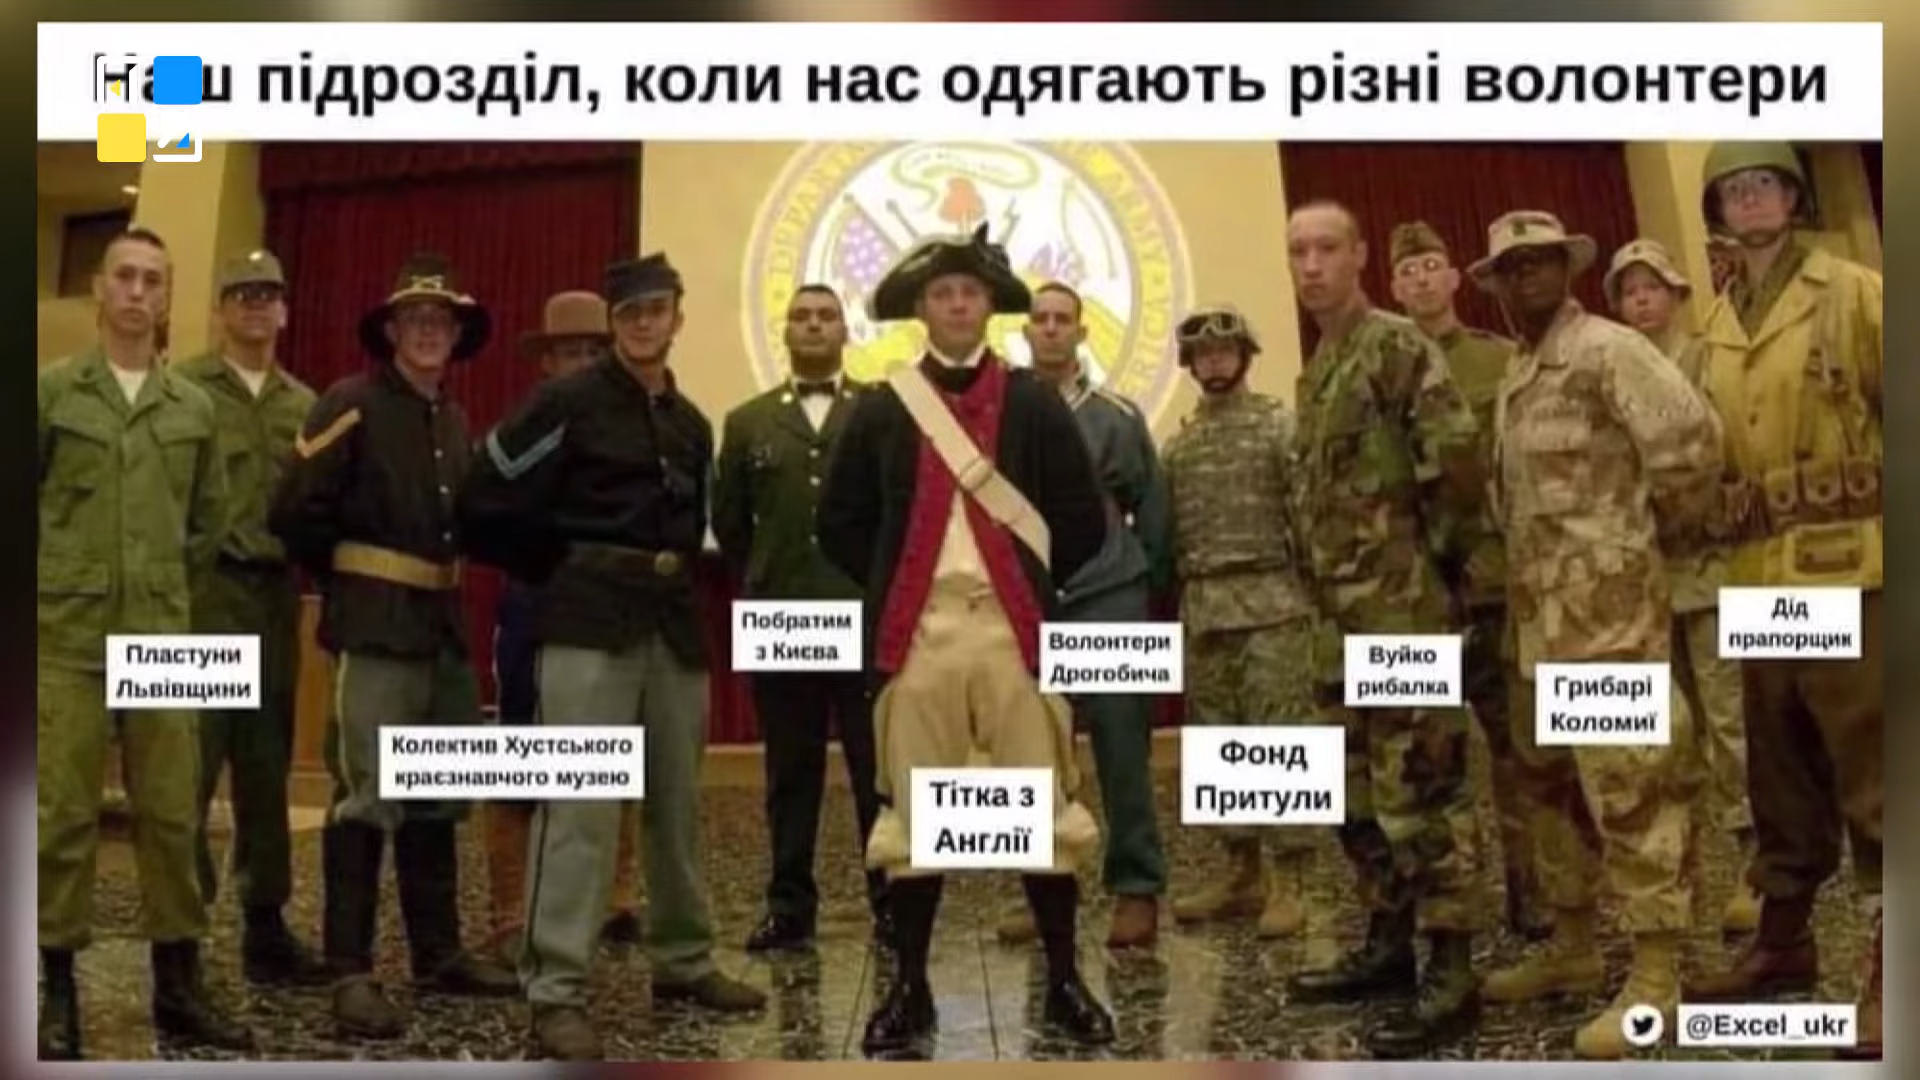 Наш підрозділ, коли нас одягають різні волонтери
Пластуни
Львівщини
Колектив Хустського
краєзнавчого музею
Побратим
з Києва
Тітка з
Англії
Волонтери
Дрогобича
Фонд
Притули
Вуйко
рибалка
Грибарі
Коломиї
Дід
прапорщик
@Excel_ukr